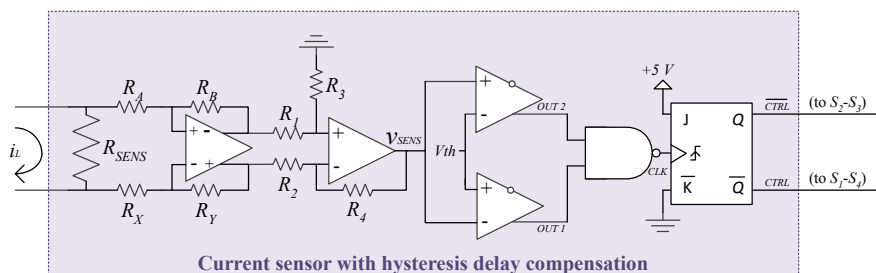 +5 V
R_A
R_B
R_1
R_3
i_L
R_SENS
R_X
R_Y
R_2
R_4
+ -
- +
+
-
v_SENS
Vth
+
-
OUT 2
+
-
OUT 1
CLK
J
Q
K̅
Q̅
C̅T̅R̅L̅ (to S_2-S_3)
CTRL (to S_1-S_4)
Current sensor with hysteresis delay compensation